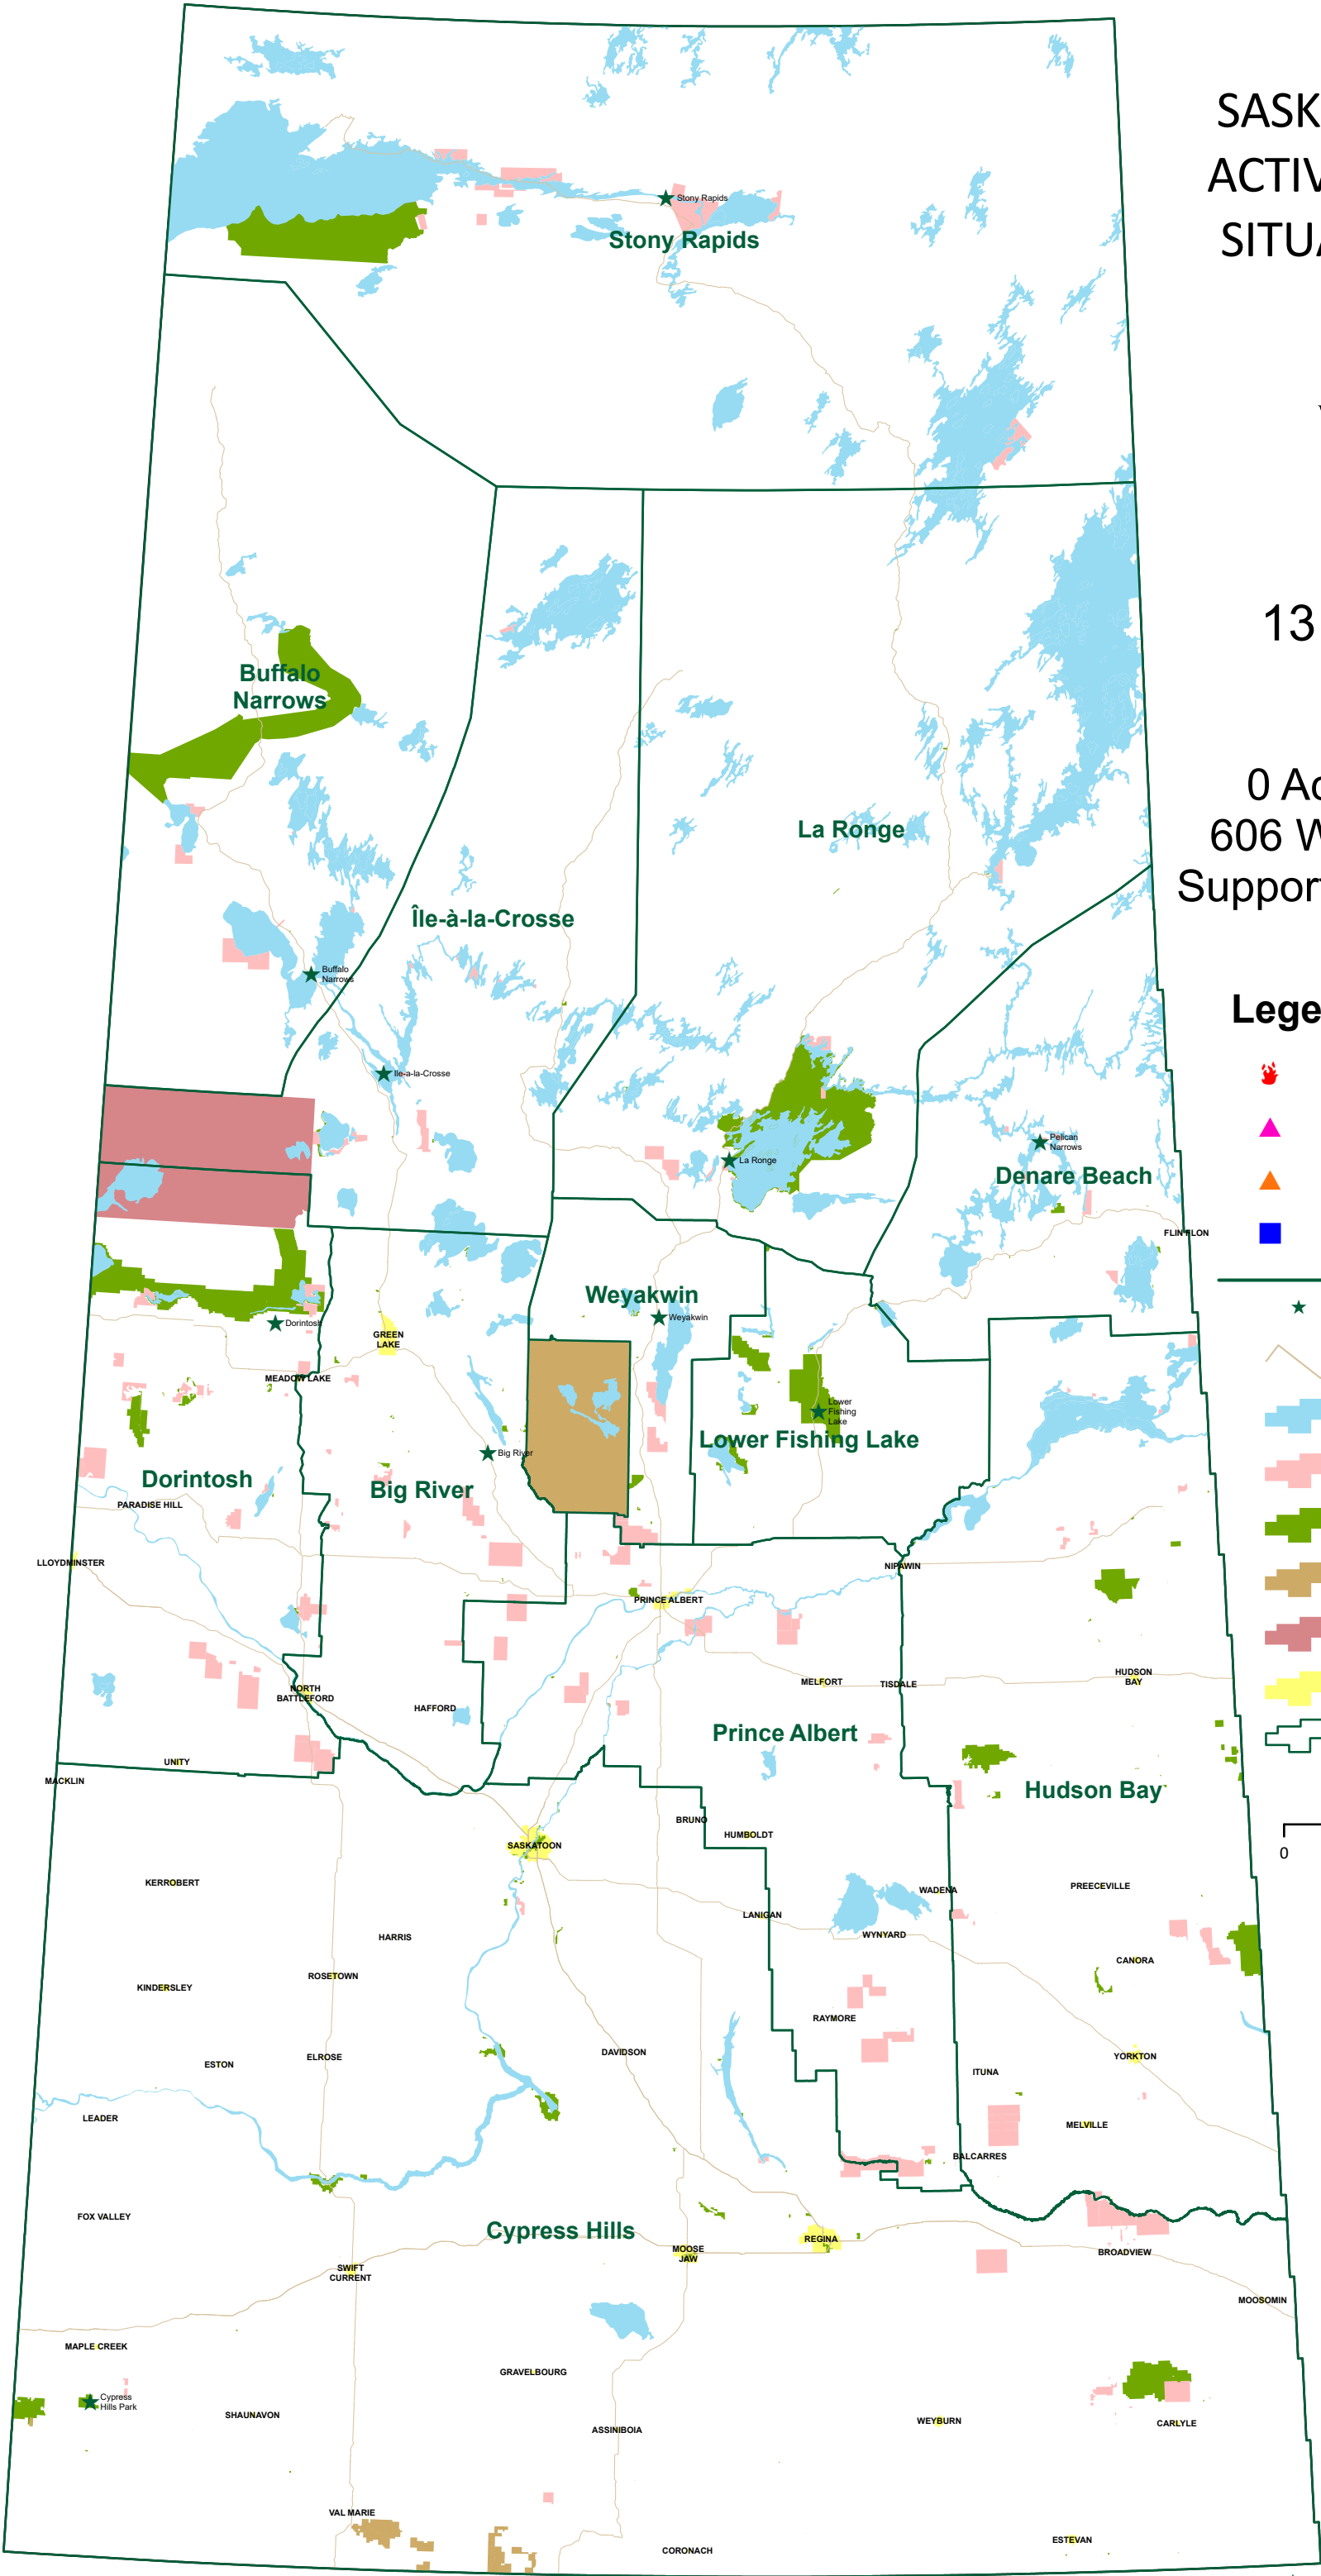 SASK
ACTIV
SITUA
13
0 Ac
606 W
Support
Lege
0
Stony Rapids
Stony Rapids
Buffalo
Narrows
La Ronge
Île-à-la-Crosse
Buffalo
Narrows
Ile-a-la-Crosse
Pelican
Narrows
La Ronge
Denare Beach
FLIN FLON
Weyakwin
Weyakwin
Dorintosh
GREEN
LAKE
MEADOW LAKE
Lower
Fishing
Lake
Lower Fishing Lake
Big River
Dorintosh
Big River
PARADISE HILL
LLOYDMINSTER
NIPAWIN
PRINCE ALBERT
HUDSON
BAY
MELFORT
TISDALE
NORTH
BATTLEFORD
HAFFORD
Prince Albert
UNITY
MACKLIN
Hudson Bay
BRUNO
HUMBOLDT
SASKATOON
KERROBERT
PREECEVILLE
WADENA
LANIGAN
WYNYARD
HARRIS
CANORA
ROSETOWN
KINDERSLEY
RAYMORE
DAVIDSON
YORKTON
ELROSE
ESTON
ITUNA
LEADER
MELVILLE
BALCARRES
FOX VALLEY
Cypress Hills
REGINA
MOOSE
JAW
BROADVIEW
SWIFT
CURRENT
MOOSOMIN
MAPLE CREEK
GRAVELBOURG
Cypress
Hills Park
SHAUNAVON
ASSINIBOIA
WEYBURN
CARLYLE
VAL MARIE
ESTEVAN
CORONACH